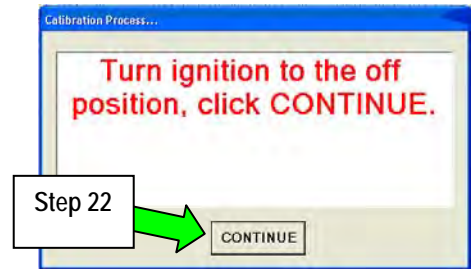 Calibration Process...
Turn ignition to the off
position, click CONTINUE.
Step 22
CONTINUE